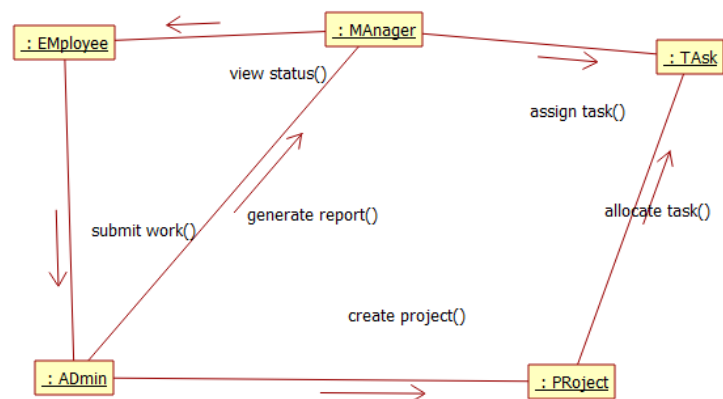 : EMployee
: MAnager
: TAsk
view status()
assign task()
submit work()
generate report()
allocate task()
create project()
: ADmin
: PRoject